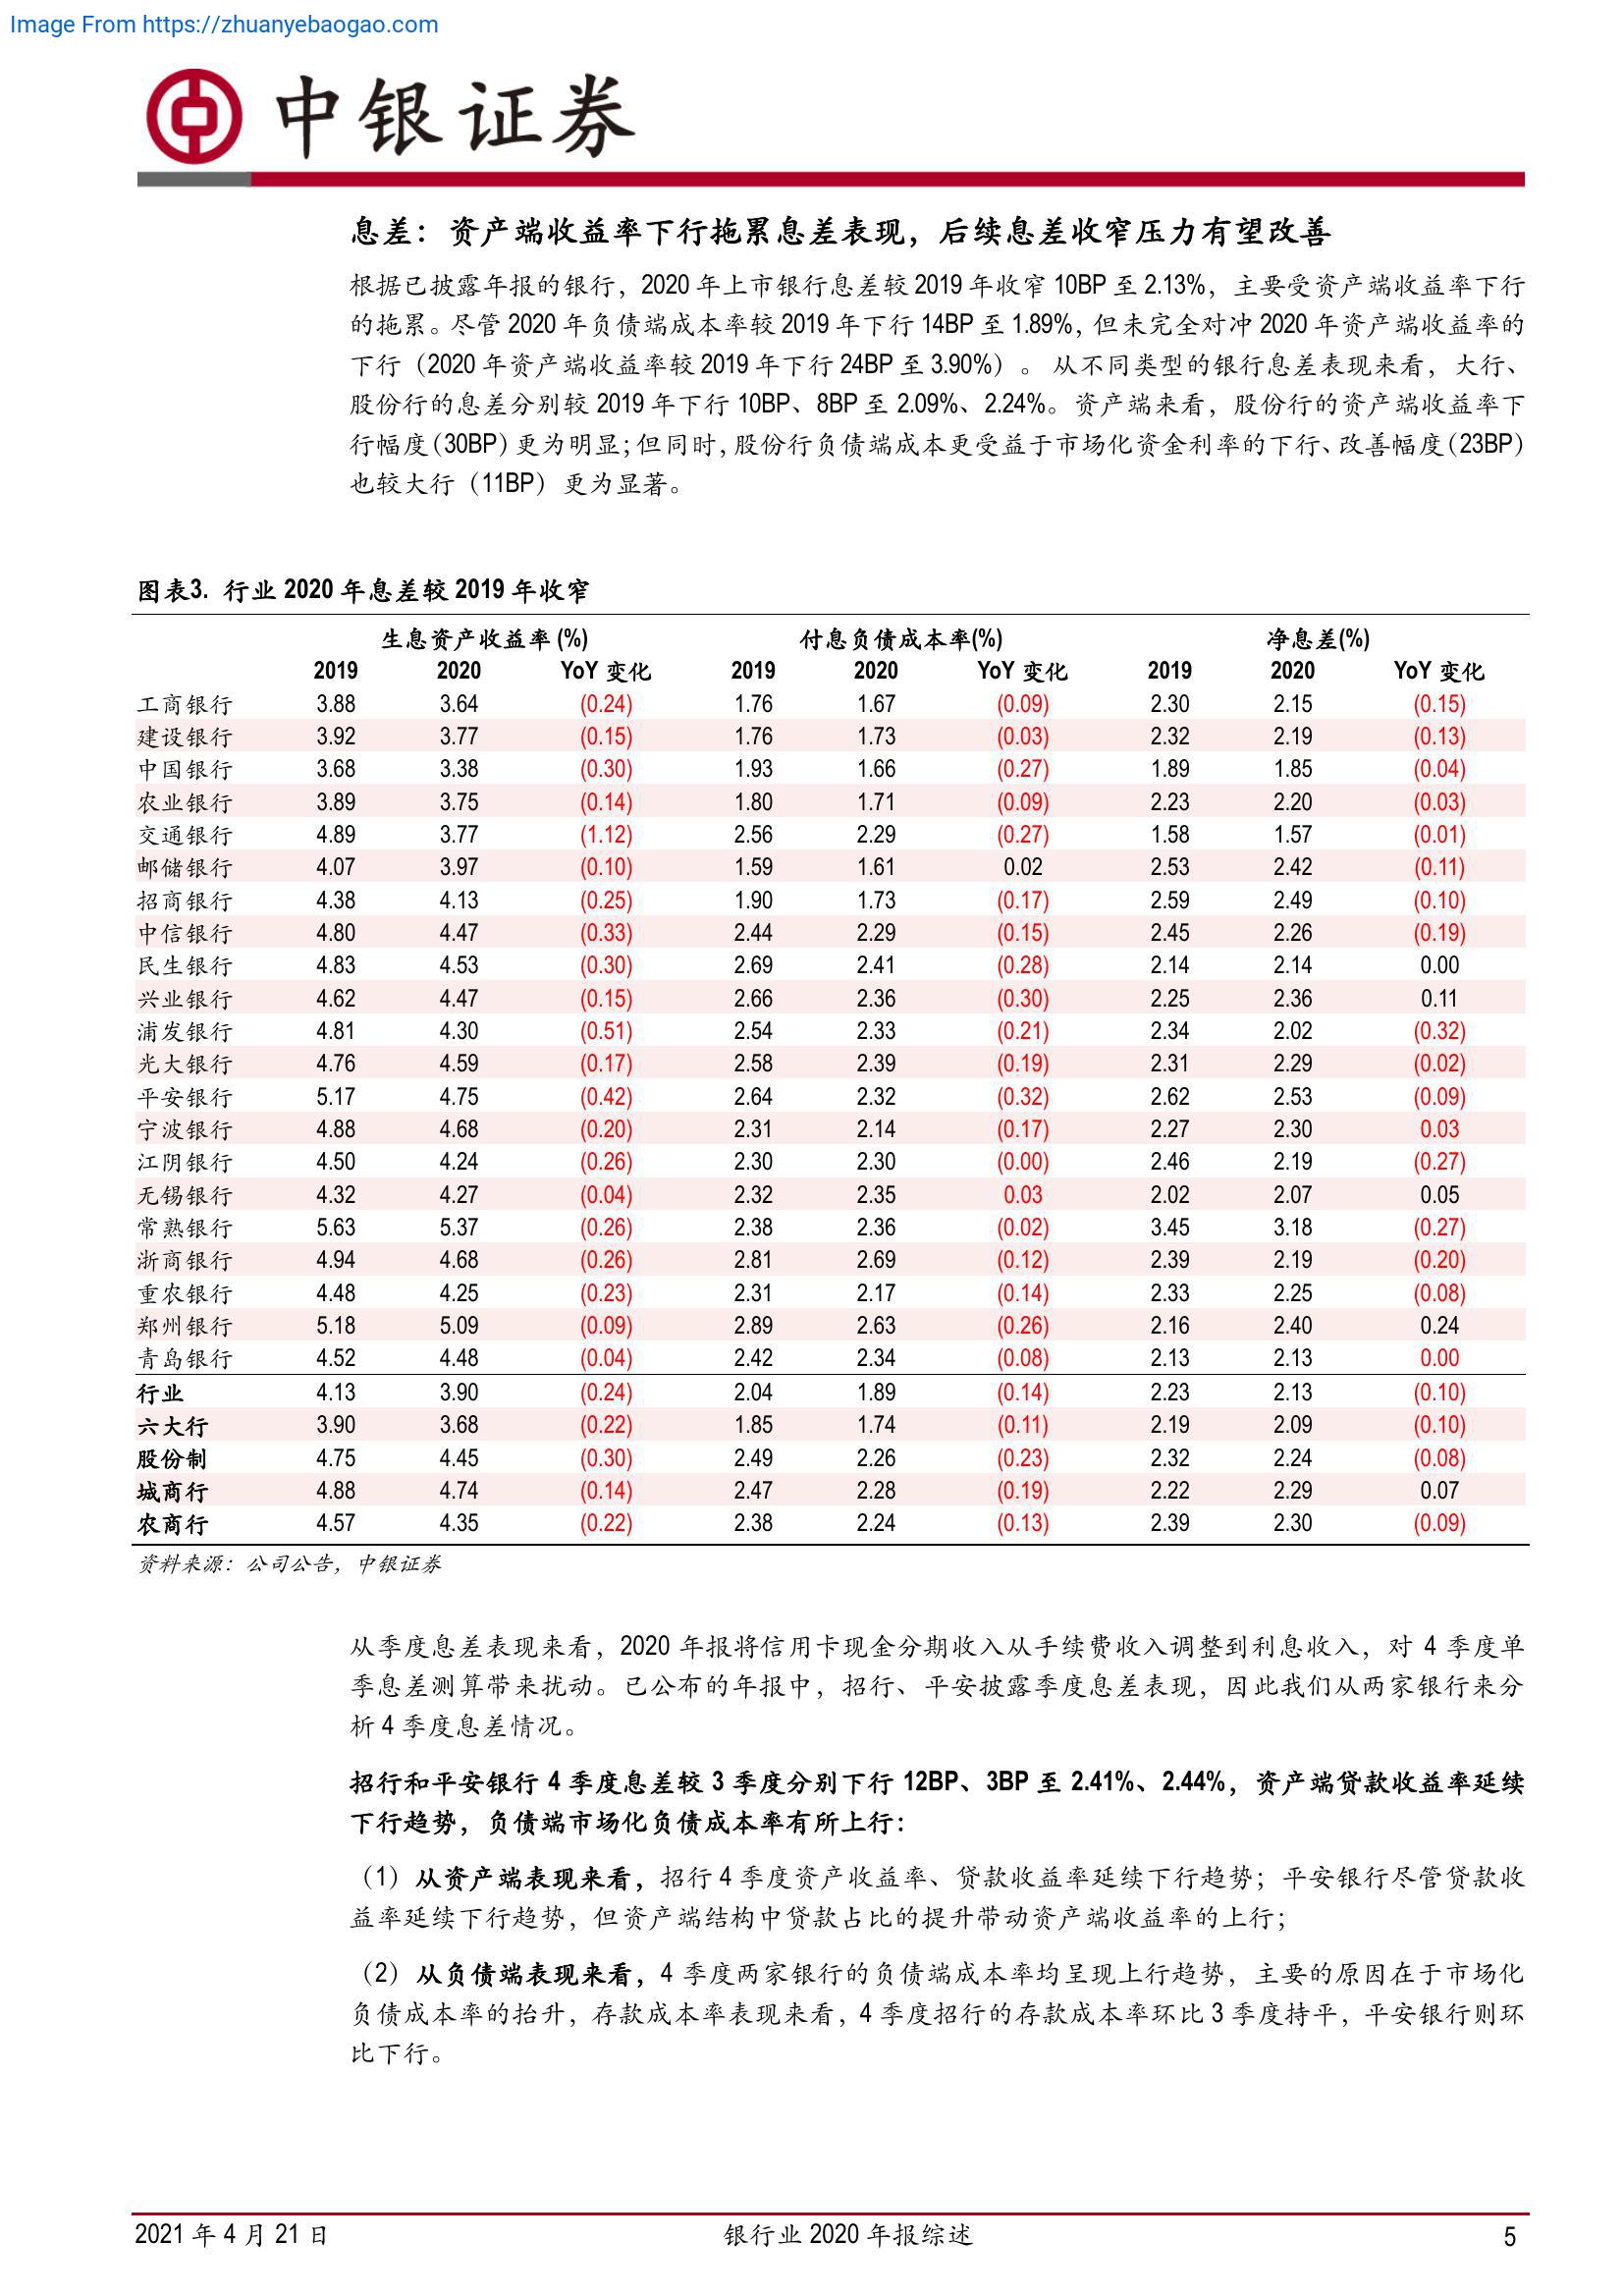 Image From https://zhuanyebaogao.com
中银证券
息差：资产端收益率下行拖累息差表现，后续息差收窄压力有望改善
根据已披露年报的银行，2020 年上市银行息差较 2019 年收窄 10BP 至 2.13%，主要受资产端收益率下行
的拖累。尽管 2020 年负债端成本率较 2019 年下行 14BP 至 1.89%，但未完全对冲 2020 年资产端收益率的
下行（2020 年资产端收益率较 2019 年下行 24BP 至 3.90%）。 从不同类型的银行息差表现来看，大行、
股份行的息差分别较 2019 年下行 10BP、8BP 至 2.09%、2.24%。资产端来看，股份行的资产端收益率下
行幅度（30BP）更为明显；但同时，股份行负债端成本更受益于市场化资金利率的下行、改善幅度（23BP）
也较大行（11BP）更为显著。
图表3. 行业 2020 年息差较 2019 年收窄
生息资产收益率 (%) 付息负债成本率(%) 净息差(%)
2019 2020 YoY 变化 2019 2020 YoY 变化 2019 2020 YoY 变化
工商银行 3.88 3.64 (0.24) 1.76 1.67 (0.09) 2.30 2.15 (0.15)
建设银行 3.92 3.77 (0.15) 1.76 1.73 (0.03) 2.32 2.19 (0.13)
中国银行 3.68 3.38 (0.30) 1.93 1.66 (0.27) 1.89 1.85 (0.04)
农业银行 3.89 3.75 (0.14) 1.80 1.71 (0.09) 2.23 2.20 (0.03)
交通银行 4.89 3.77 (1.12) 2.56 2.29 (0.27) 1.58 1.57 (0.01)
邮储银行 4.07 3.97 (0.10) 1.59 1.61 0.02 2.53 2.42 (0.11)
招商银行 4.38 4.13 (0.25) 1.90 1.73 (0.17) 2.59 2.49 (0.10)
中信银行 4.80 4.47 (0.33) 2.44 2.29 (0.15) 2.45 2.26 (0.19)
民生银行 4.83 4.53 (0.30) 2.69 2.41 (0.28) 2.14 2.14 0.00
兴业银行 4.62 4.47 (0.15) 2.66 2.36 (0.30) 2.25 2.36 0.11
浦发银行 4.81 4.30 (0.51) 2.54 2.33 (0.21) 2.34 2.02 (0.32)
光大银行 4.76 4.59 (0.17) 2.58 2.39 (0.19) 2.31 2.29 (0.02)
平安银行 5.17 4.75 (0.42) 2.64 2.32 (0.32) 2.62 2.53 (0.09)
宁波银行 4.88 4.68 (0.20) 2.31 2.14 (0.17) 2.27 2.30 0.03
江阴银行 4.50 4.24 (0.26) 2.30 2.30 (0.00) 2.46 2.19 (0.27)
无锡银行 4.32 4.27 (0.04) 2.32 2.35 0.03 2.02 2.07 0.05
常熟银行 5.63 5.37 (0.26) 2.38 2.36 (0.02) 3.45 3.18 (0.27)
浙商银行 4.94 4.68 (0.26) 2.81 2.69 (0.12) 2.39 2.19 (0.20)
重农银行 4.48 4.25 (0.23) 2.31 2.17 (0.14) 2.33 2.25 (0.08)
郑州银行 5.18 5.09 (0.09) 2.89 2.63 (0.26) 2.16 2.40 0.24
青岛银行 4.52 4.48 (0.04) 2.42 2.34 (0.08) 2.13 2.13 0.00
行业 4.13 3.90 (0.24) 2.04 1.89 (0.14) 2.23 2.13 (0.10)
六大行 3.90 3.68 (0.22) 1.85 1.74 (0.11) 2.19 2.09 (0.10)
股份制 4.75 4.45 (0.30) 2.49 2.26 (0.23) 2.32 2.24 (0.08)
城商行 4.88 4.74 (0.14) 2.47 2.28 (0.19) 2.22 2.29 0.07
农商行 4.57 4.35 (0.22) 2.38 2.24 (0.13) 2.39 2.30 (0.09)
资料来源：公司公告，中银证券
从季度息差表现来看，2020 年报将信用卡现金分期收入从手续费收入调整到利息收入，对 4 季度单
季息差测算带来扰动。已公布的年报中，招行、平安披露季度息差表现，因此我们从两家银行来分
析 4 季度息差情况。
招行和平安银行 4 季度息差较 3 季度分别下行 12BP、3BP 至 2.41%、2.44%，资产端贷款收益率延续
下行趋势，负债端市场化负债成本率有所上行：
（1）从资产端表现来看，招行 4 季度资产收益率、贷款收益率延续下行趋势；平安银行尽管贷款收
益率延续下行趋势，但资产端结构中贷款占比的提升带动资产端收益率的上行；
（2）从负债端表现来看，4 季度两家银行的负债端成本率均呈现上行趋势，主要的原因在于市场化
负债成本率的抬升，存款成本率表现来看，4 季度招行的存款成本率环比 3 季度持平，平安银行则环
比下行。
2021 年 4 月 21 日 银行业 2020 年报综述 5